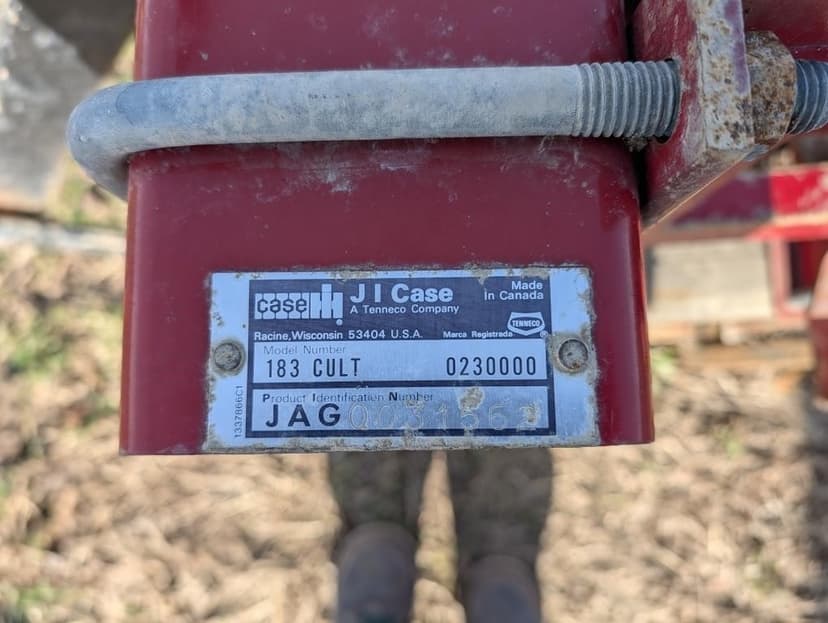 case IH J I Case
A Tenneco Company
Made
In Canada
TENNECO
Racine, Wisconsin 53404 U.S.A. Marca Registrada
Model Number
183 CULT 0230000
Product Identification Number
JAG
1337866C1